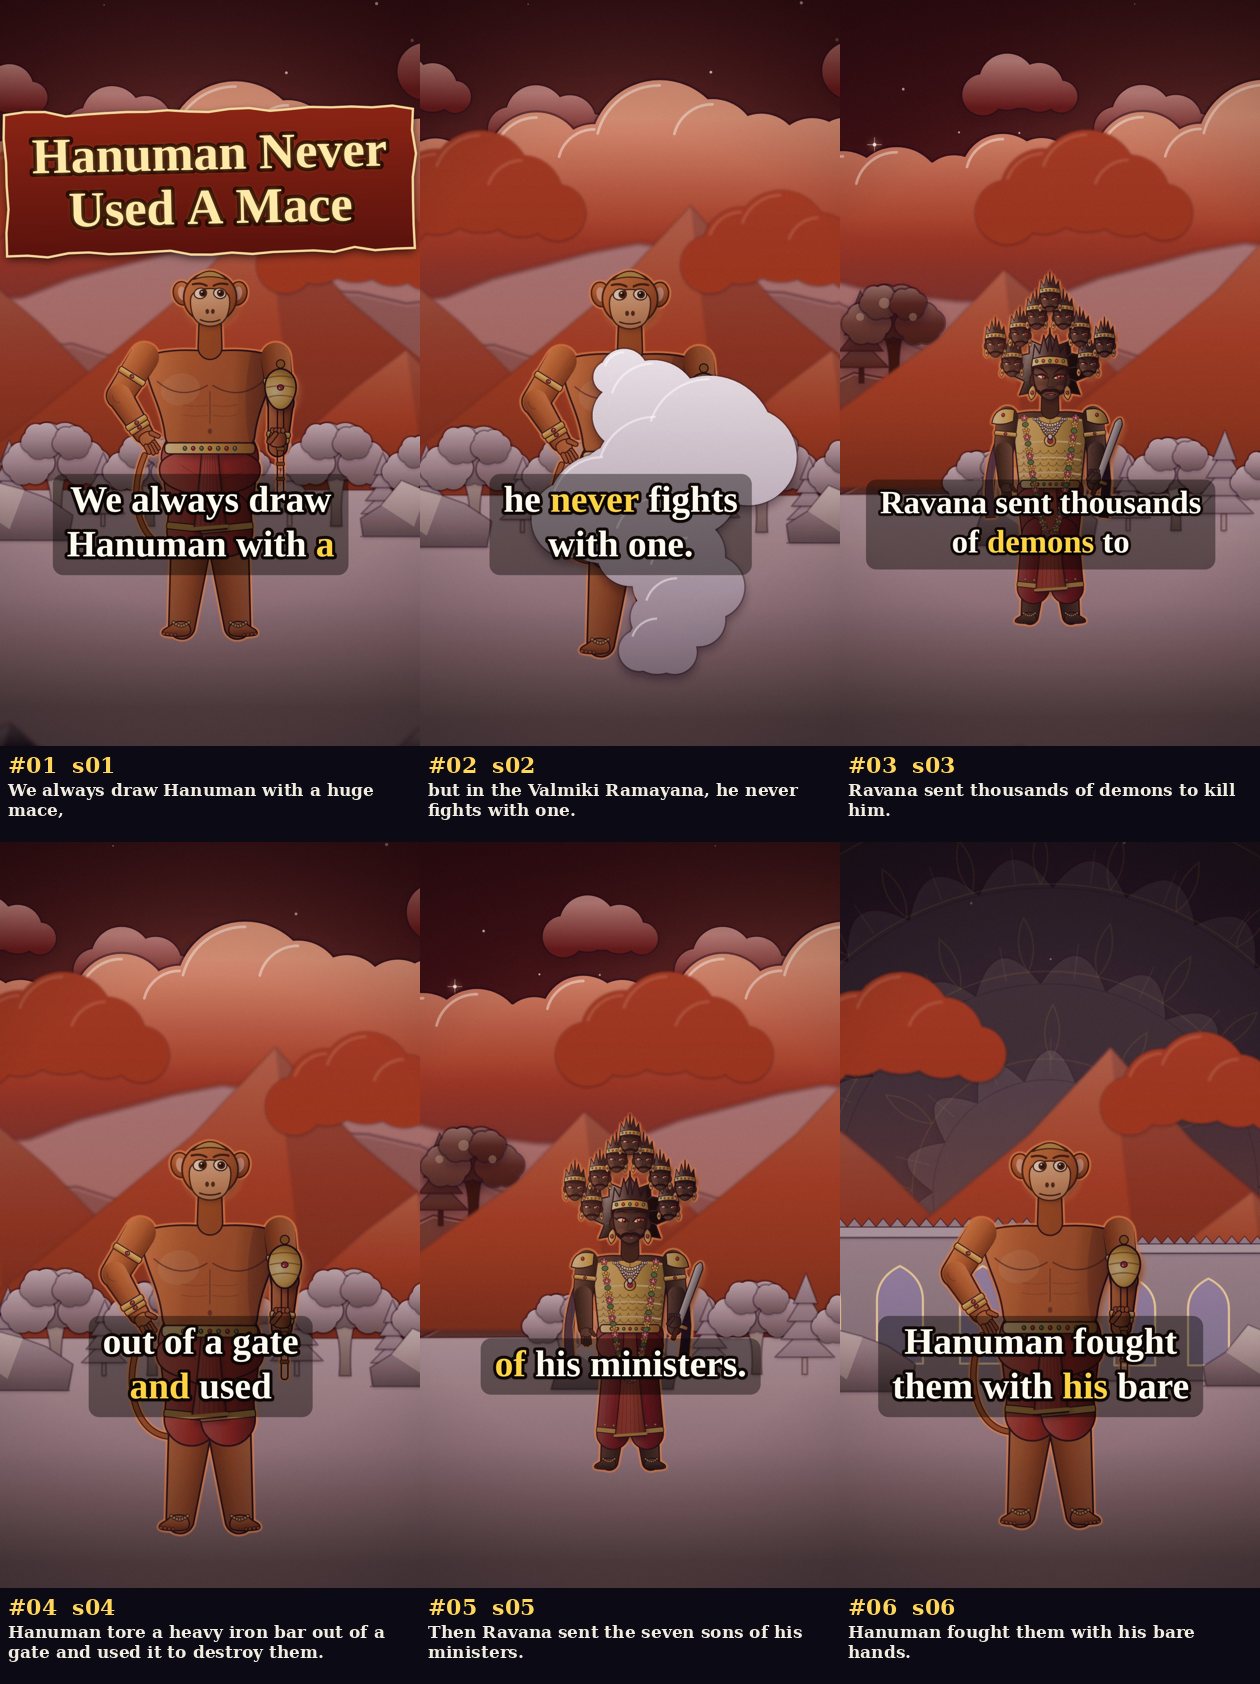 Hanuman Never
Used A Mace
We always draw
Hanuman with a
he never fights
with one.
Ravana sent thousands
of demons to
#01 s01
We always draw Hanuman with a huge
mace,
#02 s02
but in the Valmiki Ramayana, he never
fights with one.
#03 s03
Ravana sent thousands of demons to kill
him.
out of a gate
and used
of his ministers.
Hanuman fought
them with his bare
#04 s04
Hanuman tore a heavy iron bar out of a
gate and used it to destroy them.
#05 s05
Then Ravana sent the seven sons of his
ministers.
#06 s06
Hanuman fought them with his bare
hands.